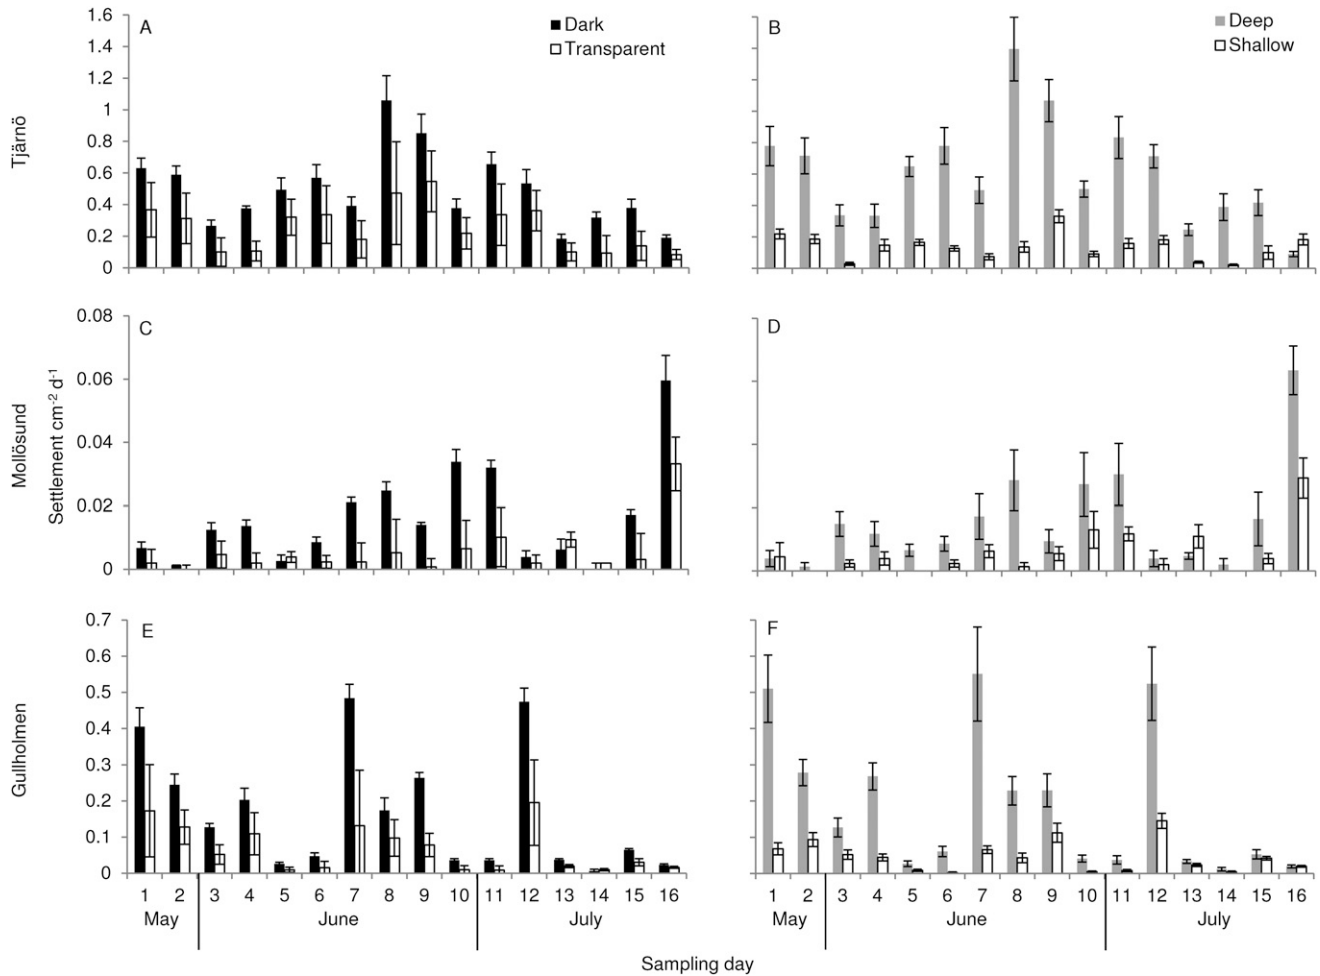 A
Dark
Transparent
B
Deep
Shallow
1.6
1.4
1.2
1
0.8
0.6
0.4
0.2
0
Tjärnö
C
D
0.08
0.06
0.04
0.02
0
Mollösund
Settlement cm-2 d-1
E
F
0.7
0.6
0.5
0.4
0.3
0.2
0.1
0
Gullholmen
1 2 3 4 5 6 7 8 9 10 11 12 13 14 15 16
May June July
1 2 3 4 5 6 7 8 9 10 11 12 13 14 15 16
May June July
Sampling day